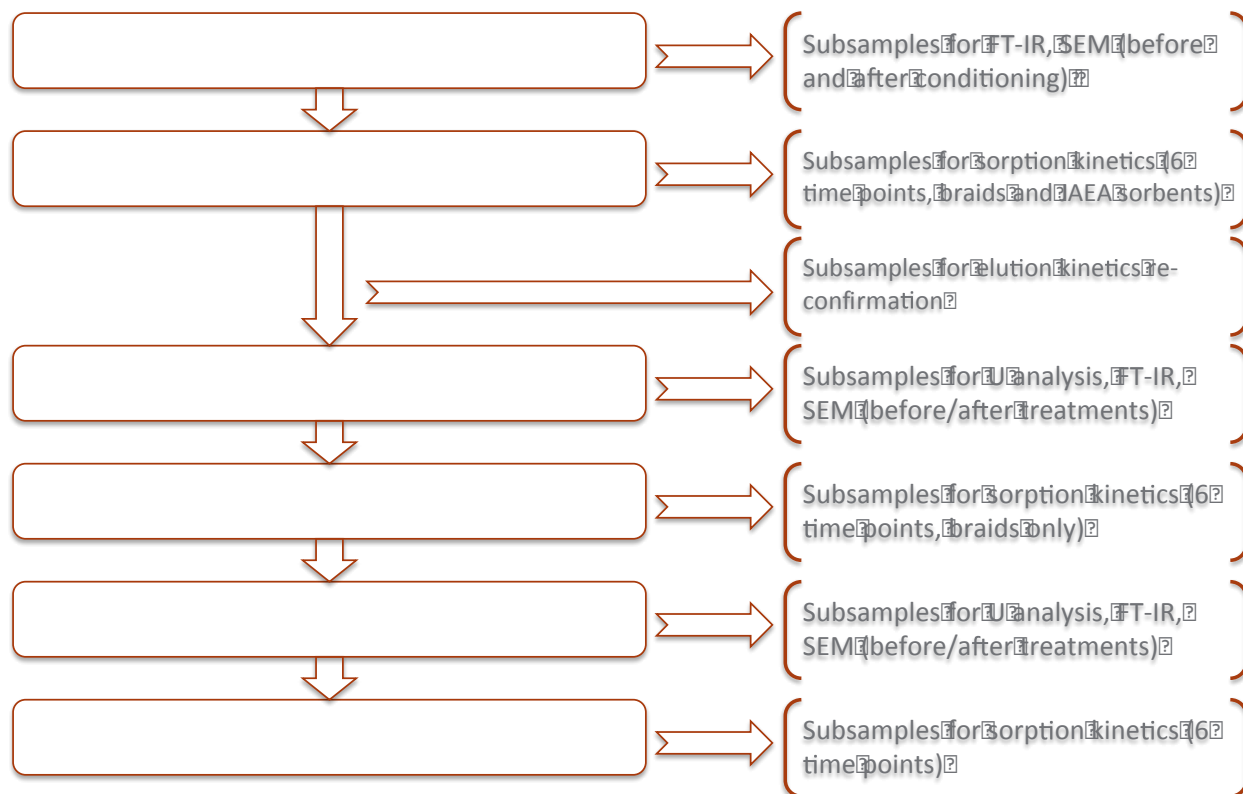 Subsamples for FT-IR, SEM (before
and after conditioning)
Subsamples for sorption kinetics (6
time points, braids and IAEA sorbents)
Subsamples for elution kinetics re-
confirmation
Subsamples for U analysis, FT-IR,
SEM (before/after treatments)
Subsamples for sorption kinetics (6
time points, braids only)
Subsamples for U analysis, FT-IR,
SEM (before/after treatments)
Subsamples for sorption kinetics (6
time points)